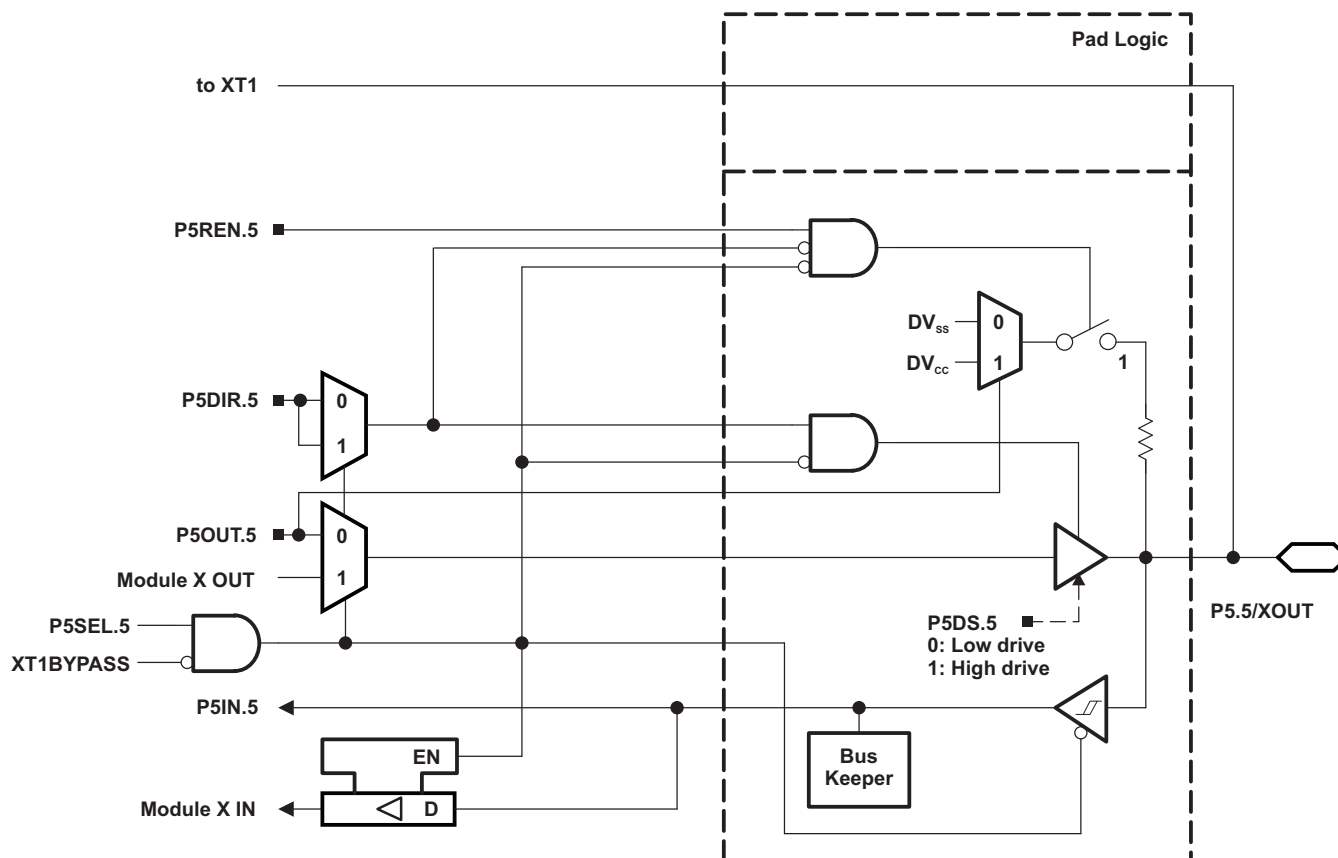 Pad Logic
to XT1
P5REN.5
DVss
0
DVcc
1
1
P5DIR.5
0
1
P5OUT.5
0
Module X OUT
1
P5SEL.5
XT1BYPASS
P5DS.5
0: Low drive
1: High drive
P5.5/XOUT
P5IN.5
EN
Bus
Keeper
Module X IN
D